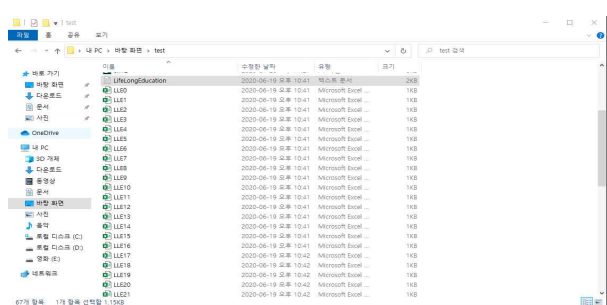 test
파일 홈 공유 보기
내 PC > 바탕 화면 > test
test 검색
이름 수정한 날짜 유형 크기
바로 가기
바탕 화면
다운로드
문서
사진
OneDrive
내 PC
3D 개체
다운로드
동영상
문서
바탕 화면
사진
음악
로컬 디스크 (C:)
로컬 디스크 (D:)
영화 (E:)
네트워크
LifeLongEducation 2020-06-19 오후 10:41 텍스트 문서 2KB
LLE0 2020-06-19 오후 10:41 Microsoft Excel ... 1KB
LLE1 2020-06-19 오후 10:41 Microsoft Excel ... 1KB
LLE2 2020-06-19 오후 10:41 Microsoft Excel ... 1KB
LLE3 2020-06-19 오후 10:41 Microsoft Excel ... 1KB
LLE4 2020-06-19 오후 10:41 Microsoft Excel ... 1KB
LLE5 2020-06-19 오후 10:41 Microsoft Excel ... 1KB
LLE6 2020-06-19 오후 10:41 Microsoft Excel ... 1KB
LLE7 2020-06-19 오후 10:41 Microsoft Excel ... 1KB
LLE8 2020-06-19 오후 10:41 Microsoft Excel ... 1KB
LLE9 2020-06-19 오후 10:41 Microsoft Excel ... 1KB
LLE10 2020-06-19 오후 10:41 Microsoft Excel ... 1KB
LLE11 2020-06-19 오후 10:41 Microsoft Excel ... 1KB
LLE12 2020-06-19 오후 10:41 Microsoft Excel ... 1KB
LLE13 2020-06-19 오후 10:41 Microsoft Excel ... 1KB
LLE14 2020-06-19 오후 10:41 Microsoft Excel ... 1KB
LLE15 2020-06-19 오후 10:41 Microsoft Excel ... 1KB
LLE16 2020-06-19 오후 10:41 Microsoft Excel ... 1KB
LLE17 2020-06-19 오후 10:42 Microsoft Excel ... 1KB
LLE18 2020-06-19 오후 10:42 Microsoft Excel ... 1KB
LLE19 2020-06-19 오후 10:42 Microsoft Excel ... 1KB
LLE20 2020-06-19 오후 10:42 Microsoft Excel ... 1KB
LLE21 2020-06-19 오후 10:42 Microsoft Excel ... 1KB
67개 항목 1개 항목 선택함 1.15KB